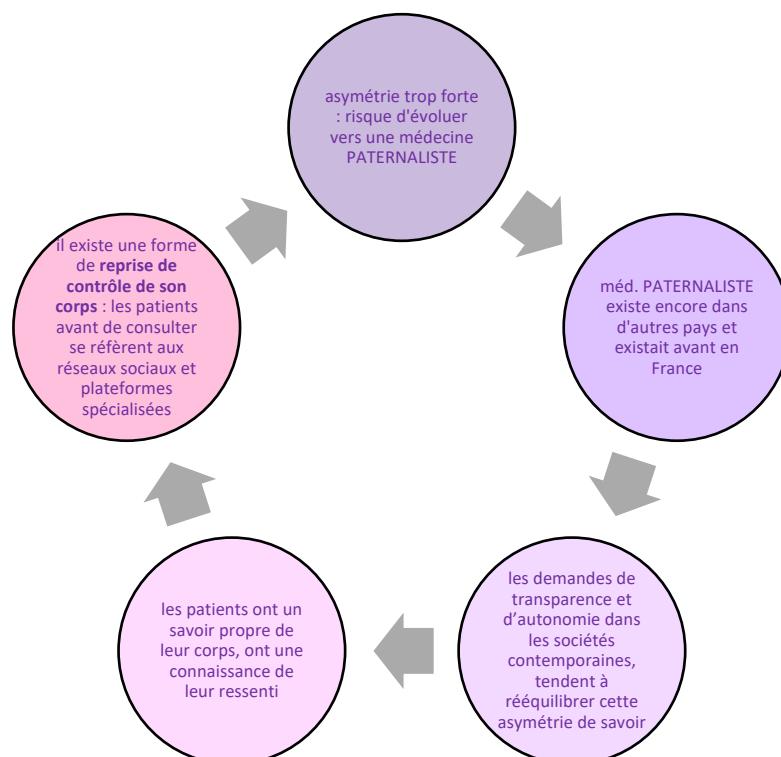 asymétrie trop forte
: risque d'évoluer
vers une médecine
PATERNALISTE
méd. PATERNALISTE
existe encore dans
d'autres pays et
existait avant en
France
les demandes de
transparence et
d’autonomie dans
les sociétés
contemporaines,
tendent à
rééquilibrer cette
asymétrie de savoir
les patients ont un
savoir propre de
leur corps, ont une
connaissance de
leur ressenti
il existe une forme
de reprise de
contrôle de son
corps : les patients
avant de consulter
se réfèrent aux
réseaux sociaux et
plateformes
spécialisées